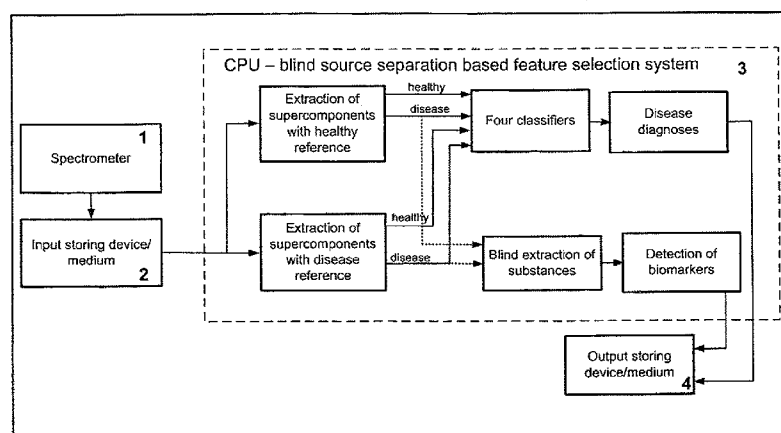 CPU – blind source separation based feature selection system 3
healthy
disease
Extraction of
supercomponents
with healthy
reference
Four classifiers
Disease
diagnoses
1
Spectrometer
Input storing device/
medium
2
Extraction of
supercomponents
with disease
reference
healthy
disease
Blind extraction of
substances
Detection of
biomarkers
Output storing
device/medium
4